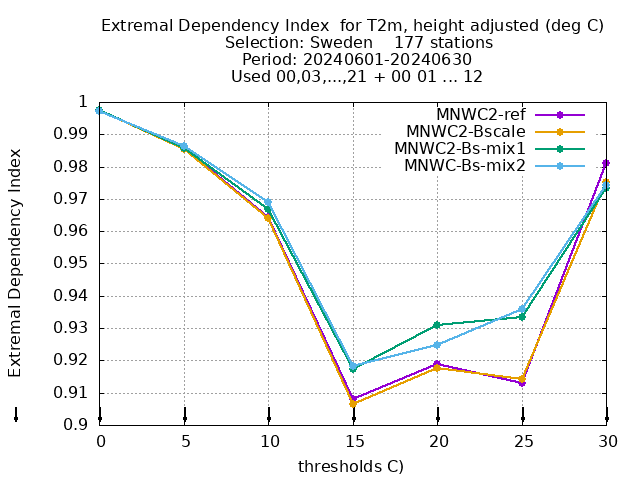 Extremal Dependency Index  for T2m, height adjusted (deg C)
Selection: Sweden    177 stations
Period: 20240601-20240630
Used 00,03,...,21 + 00 01 ... 12
MNWC2-ref
MNWC2-Bscale
MNWC2-Bs-mix1
MNWC-Bs-mix2
Extremal Dependency Index
1
0.99
0.98
0.97
0.96
0.95
0.94
0.93
0.92
0.91
0.9
0 5 10 15 20 25 30
thresholds C)